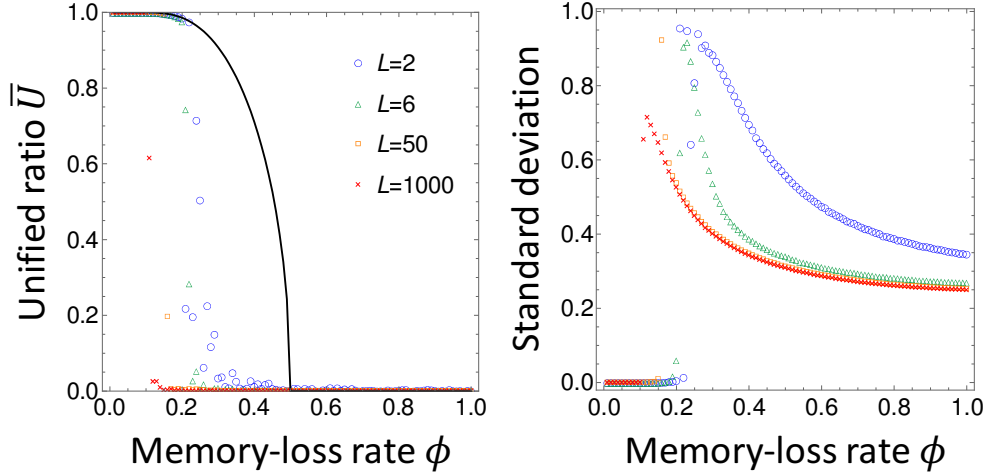 Unified ratio U̅
1.0
0.8
0.6
0.4
0.2
0.0
L=2
L=6
L=50
L=1000
0.0 0.2 0.4 0.6 0.8 1.0
Memory-loss rate ϕ
Standard deviation
1.0
0.8
0.6
0.4
0.2
0.0
0.0 0.2 0.4 0.6 0.8 1.0
Memory-loss rate ϕ